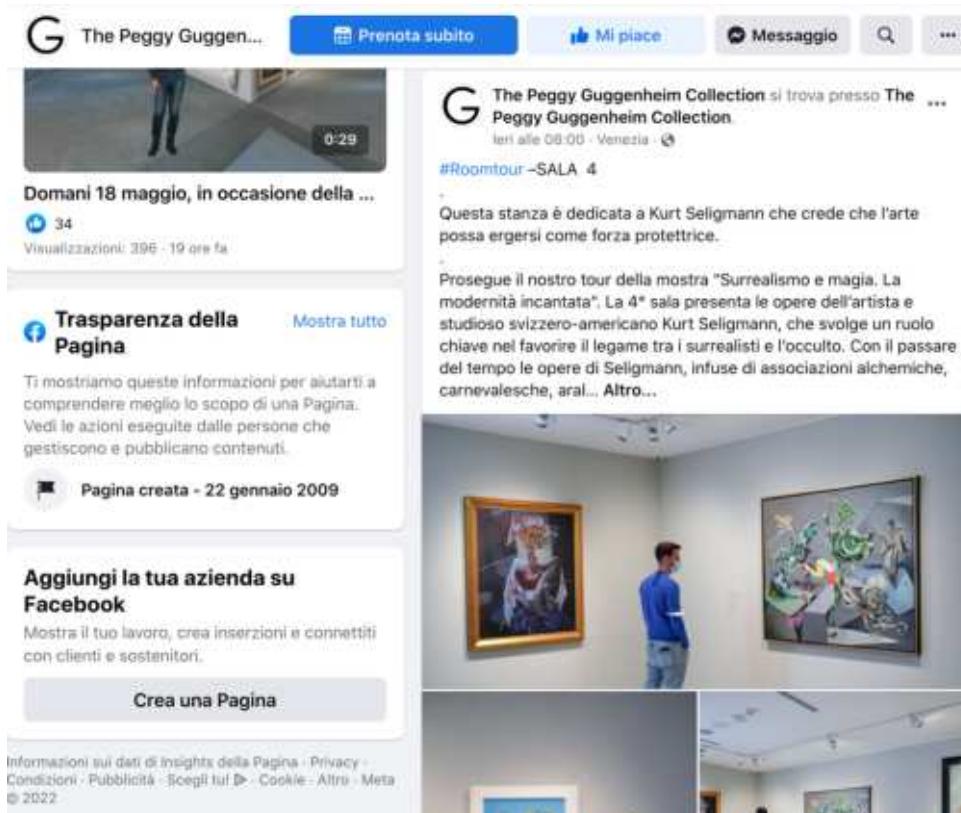 The Peggy Guggen...
Prenota subito
Mi piace
Messaggio
0:29
Domani 18 maggio, in occasione della ...
34
Visualizzazioni: 396 · 19 ore fa
Trasparenza della
Pagina
Mostra tutto
Ti mostriamo queste informazioni per aiutarti a
comprendere meglio lo scopo di una Pagina.
Vedi le azioni eseguite dalle persone che
gestiscono e pubblicano contenuti.
Pagina creata - 22 gennaio 2009
Aggiungi la tua azienda su
Facebook
Mostra il tuo lavoro, crea inserzioni e connettiti
con clienti e sostenitori.
Crea una Pagina
Informazioni sui dati di Insights della Pagina · Privacy ·
Condizioni · Pubblicità · Scegli tu! · Cookie · Altro · Meta
© 2022
The Peggy Guggenheim Collection si trova presso The
Peggy Guggenheim Collection.
Ieri alle 08:00 · Venezia ·
#Roomtour –SALA 4
.
Questa stanza è dedicata a Kurt Seligmann che crede che l'arte
possa ergersi come forza protettrice.
.
Prosegue il nostro tour della mostra "Surrealismo e magia. La
modernità incantata". La 4° sala presenta le opere dell'artista e
studioso svizzero-americano Kurt Seligmann, che svolge un ruolo
chiave nel favorire il legame tra i surrealisti e l'occulto. Con il passare
del tempo le opere di Seligmann, infuse di associazioni alchemiche,
carnevalesche, aral... Altro...